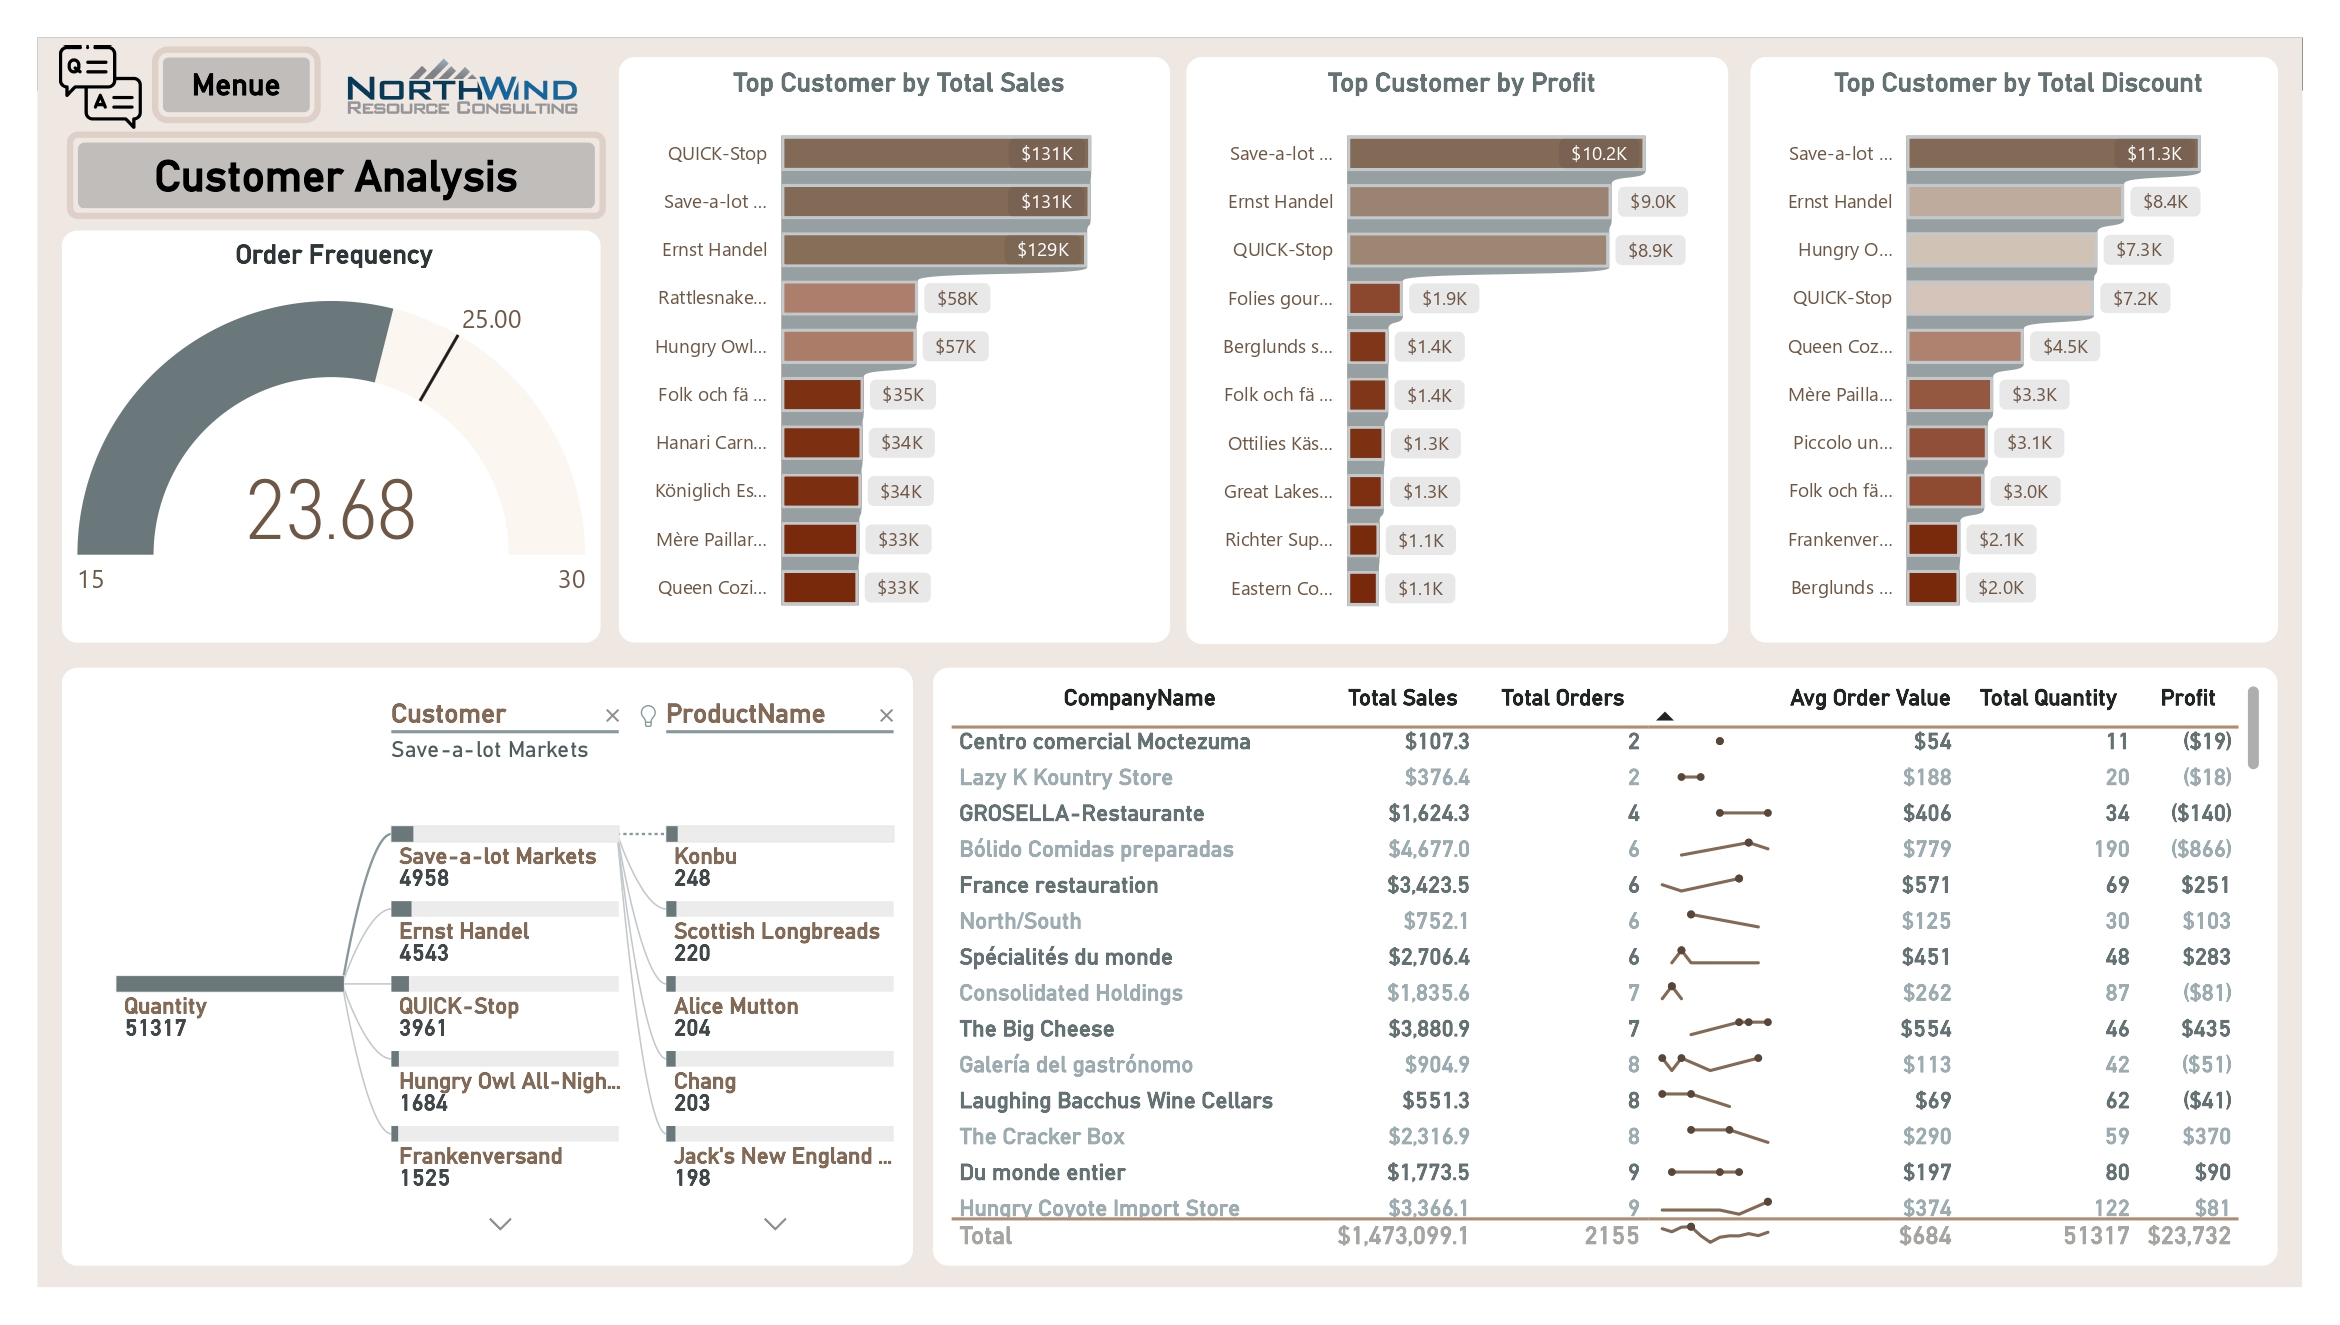 Q
A
Menue
NORTHWIND
RESOURCE CONSULTING
Customer Analysis
Order Frequency
25.00
23.68
15
30
Top Customer by Total Sales
QUICK-Stop $131K
Save-a-lot ... $131K
Ernst Handel $129K
Rattlesnake... $58K
Hungry Owl... $57K
Folk och fä ... $35K
Hanari Carn... $34K
Königlich Es... $34K
Mère Paillar... $33K
Queen Cozi... $33K
Top Customer by Profit
Save-a-lot ... $10.2K
Ernst Handel $9.0K
QUICK-Stop $8.9K
Folies gour... $1.9K
Berglunds s... $1.4K
Folk och fä ... $1.4K
Ottilies Käs... $1.3K
Great Lakes... $1.3K
Richter Sup... $1.1K
Eastern Co... $1.1K
Top Customer by Total Discount
Save-a-lot ... $11.3K
Ernst Handel $8.4K
Hungry O... $7.3K
QUICK-Stop $7.2K
Queen Coz... $4.5K
Mère Pailla... $3.3K
Piccolo un... $3.1K
Folk och fä... $3.0K
Frankenver... $2.1K
Berglunds ... $2.0K
Customer
Save-a-lot Markets
ProductName
Quantity
51317
Save-a-lot Markets
4958
Ernst Handel
4543
QUICK-Stop
3961
Hungry Owl All-Nigh...
1684
Frankenversand
1525
Konbu
248
Scottish Longbreads
220
Alice Mutton
204
Chang
203
Jack's New England ...
198
CompanyName Total Sales Total Orders Avg Order Value Total Quantity Profit
Centro comercial Moctezuma $107.3 2 $54 11 ($19)
Lazy K Kountry Store $376.4 2 $188 20 ($18)
GROSELLA-Restaurante $1,624.3 4 $406 34 ($140)
Bólido Comidas preparadas $4,677.0 6 $779 190 ($866)
France restauration $3,423.5 6 $571 69 $251
North/South $752.1 6 $125 30 $103
Spécialités du monde $2,706.4 6 $451 48 $283
Consolidated Holdings $1,835.6 7 $262 87 ($81)
The Big Cheese $3,880.9 7 $554 46 $435
Galería del gastrónomo $904.9 8 $113 42 ($51)
Laughing Bacchus Wine Cellars $551.3 8 $69 62 ($41)
The Cracker Box $2,316.9 8 $290 59 $370
Du monde entier $1,773.5 9 $197 80 $90
Hungry Coyote Import Store $3,366.1 9 $374 122 $81
Total $1,473,099.1 2155 $684 51317 $23,732